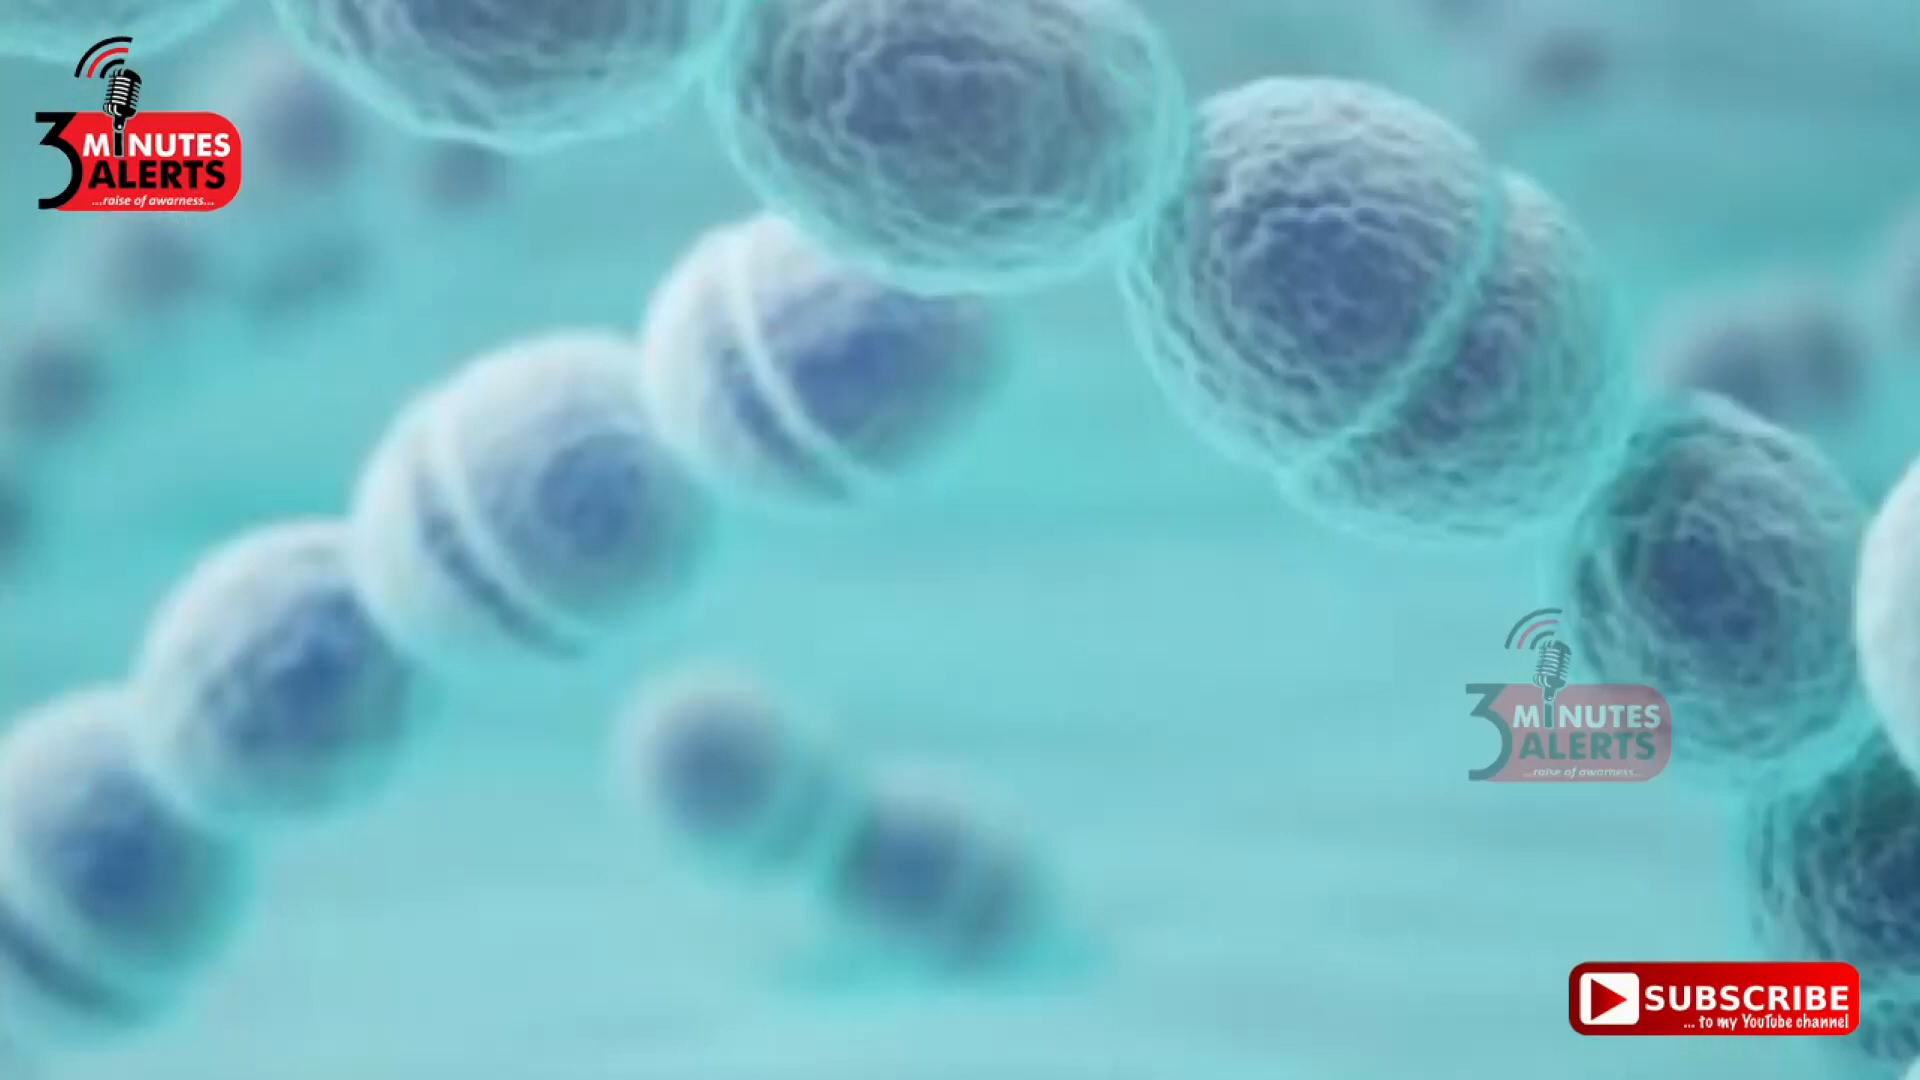 3 MINUTES
ALERTS
...raise of awarness...
3 MINUTES
ALERTS
...raise of awarness...
SUBSCRIBE
... to my YouTube channel